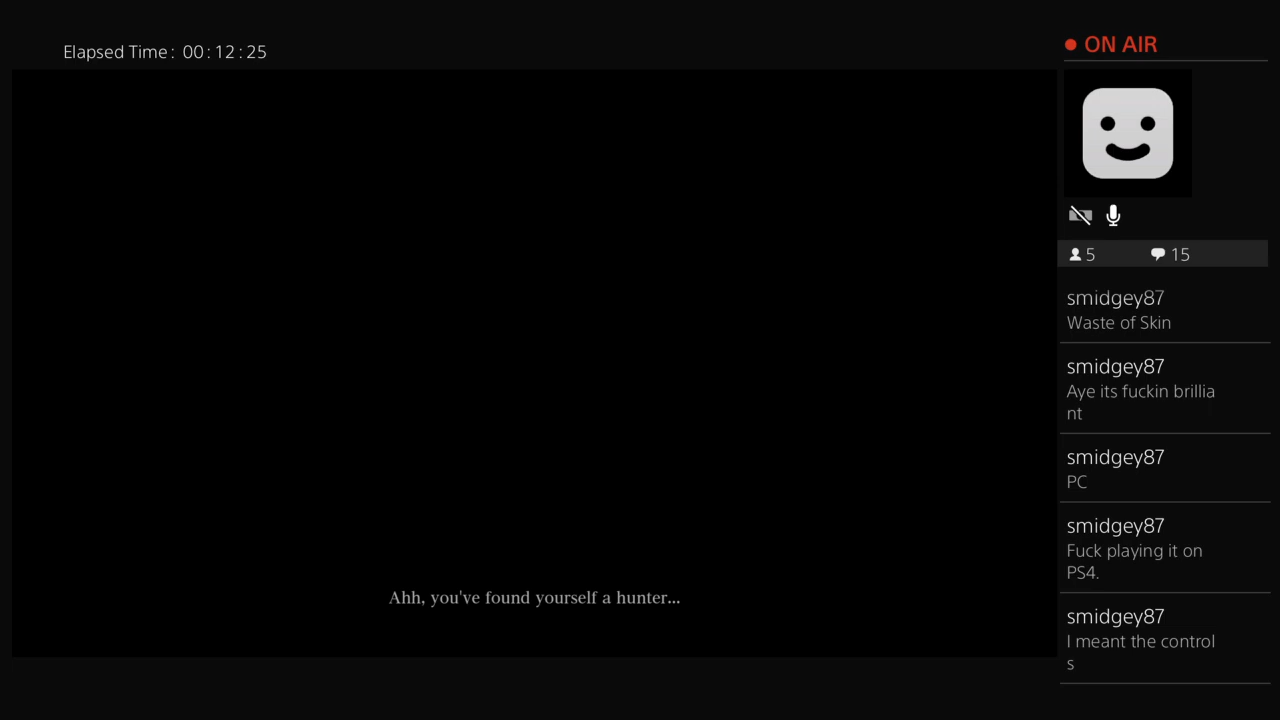 Elapsed Time: 00:12:25
ON AIR
5 15
smidgey87
Waste of Skin
smidgey87
Aye its fuckin brillia
nt
smidgey87
PC
smidgey87
Fuck playing it on
PS4.
smidgey87
I meant the control
s
Ahh, you've found yourself a hunter...